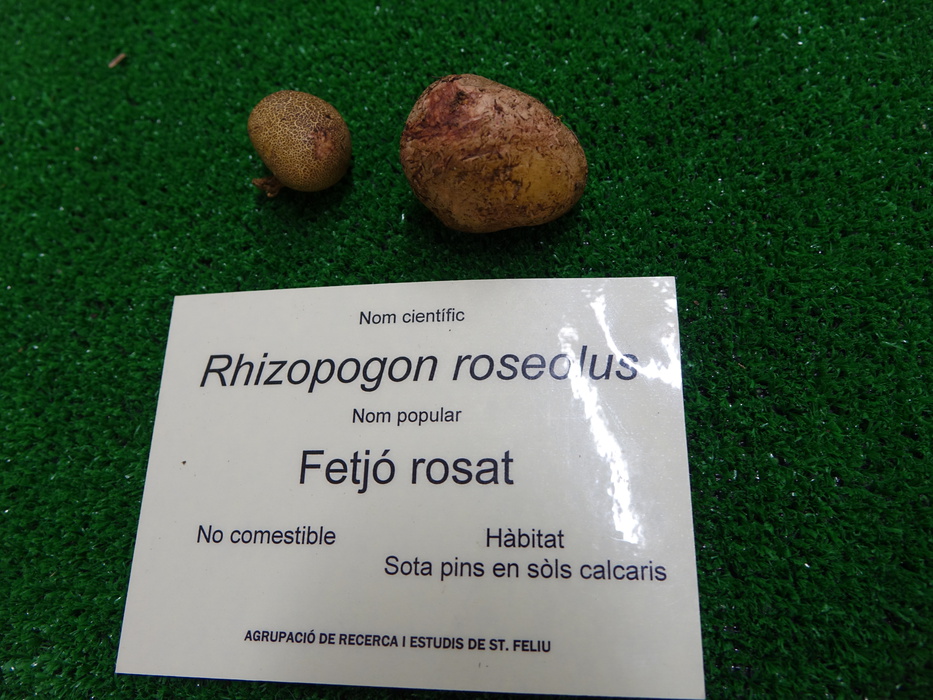 Nom científic
Rhizopogon roseolus
Nom popular
Fetjó rosat
No comestible
Hàbitat
Sota pins en sòls calcaris
AGRUPACIÓ DE RECERCA I ESTUDIS DE ST. FELIU